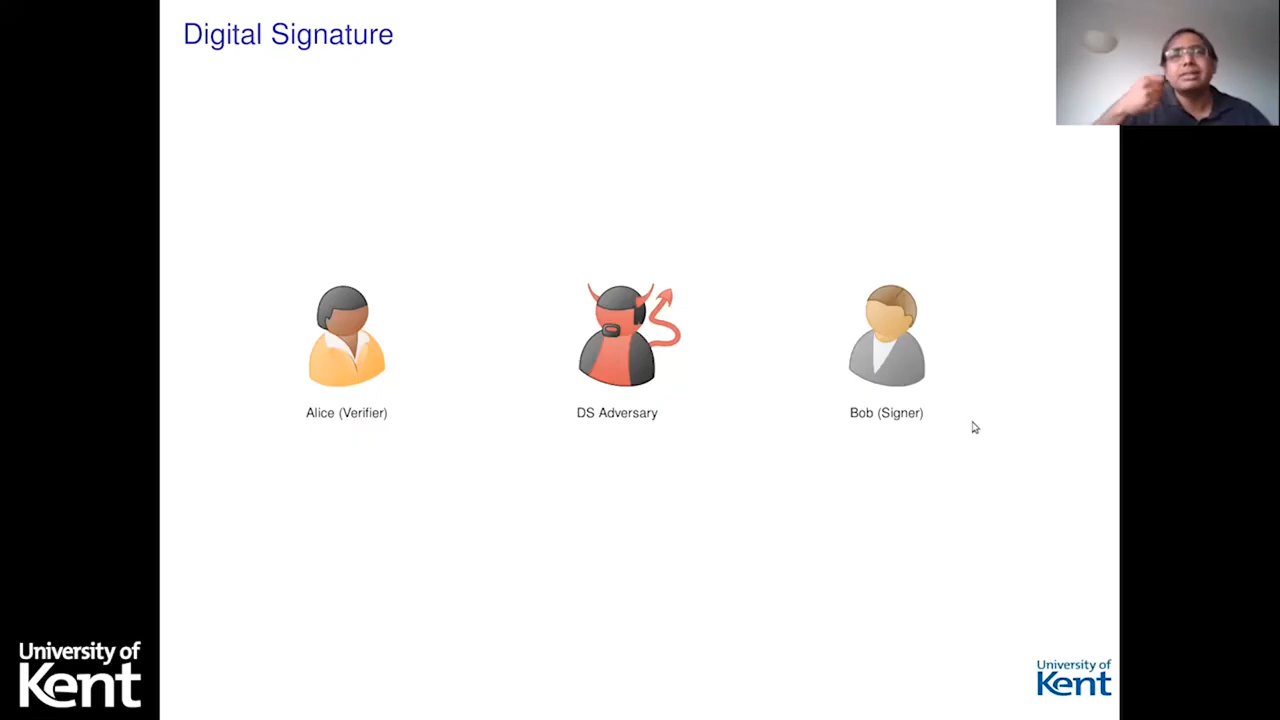 Digital Signature
Alice (Verifier)
DS Adversary
Bob (Signer)
University of
Kent
University of
Kent